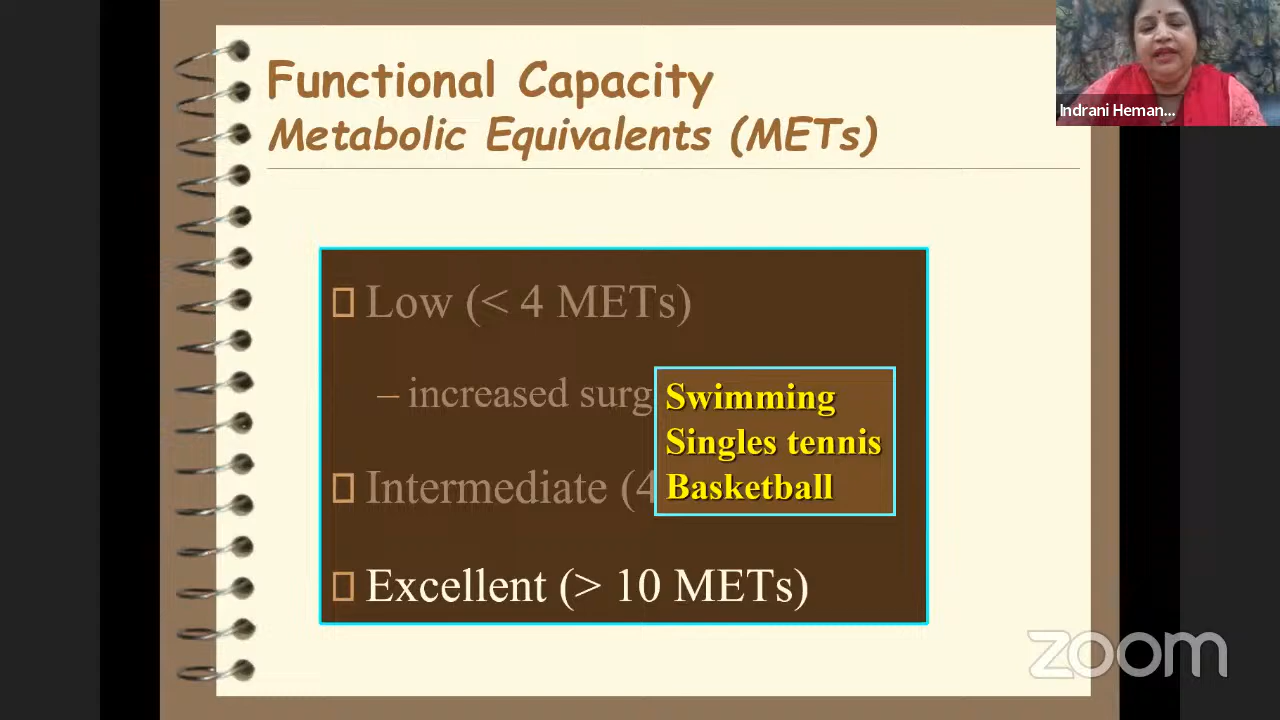 Functional Capacity
Metabolic Equivalents (METs)
Indrani Heman...
Low (< 4 METs)
– increased surg
Swimming
Singles tennis
Intermediate (4
Basketball
Excellent (> 10 METs)
zoom